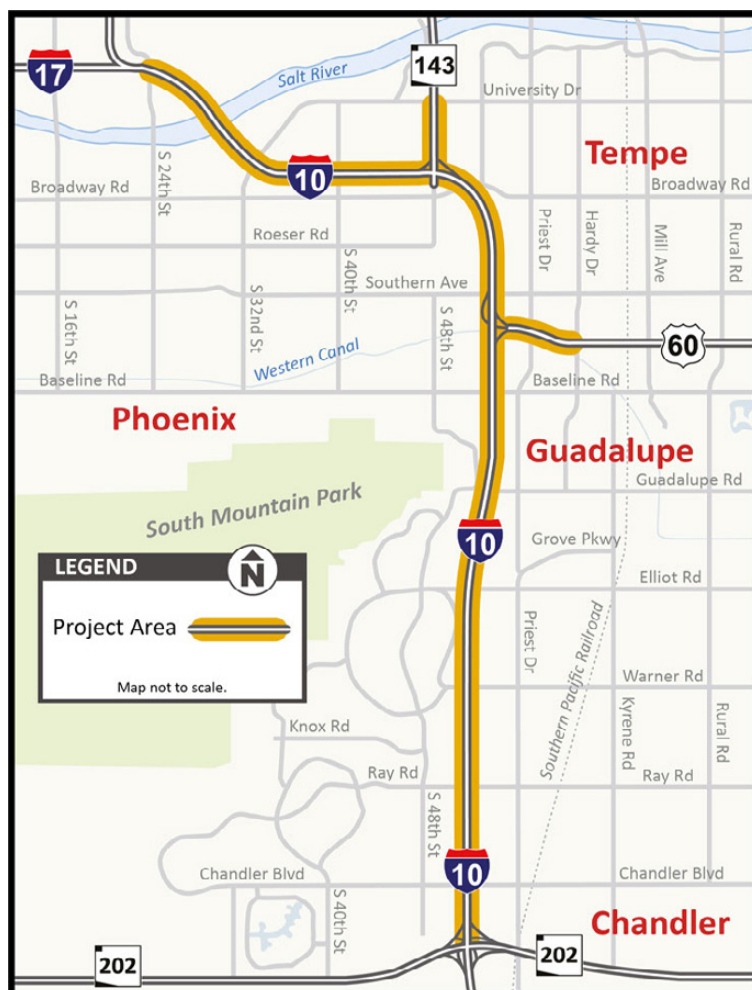 17
143
Salt River
University Dr
S 24th St
Tempe
10
Broadway Rd
Broadway Rd
Roeser Rd
Priest Dr
Hardy Dr
Mill Ave
Rural Rd
S 40th St
Southern Ave
S 16th St
S 32nd St
S 48th St
Western Canal
60
Baseline Rd
Baseline Rd
Phoenix
Guadalupe
Guadalupe Rd
South Mountain Park
10
Grove Pkwy
LEGEND
N
Elliot Rd
Project Area
Priest Dr
Southern Pacific Railroad
Map not to scale.
Warner Rd
Kyrene Rd
Rural Rd
Knox Rd
Ray Rd
Ray Rd
S 48th St
10
Chandler Blvd
Chandler Blvd
S 40th St
Chandler
202
202